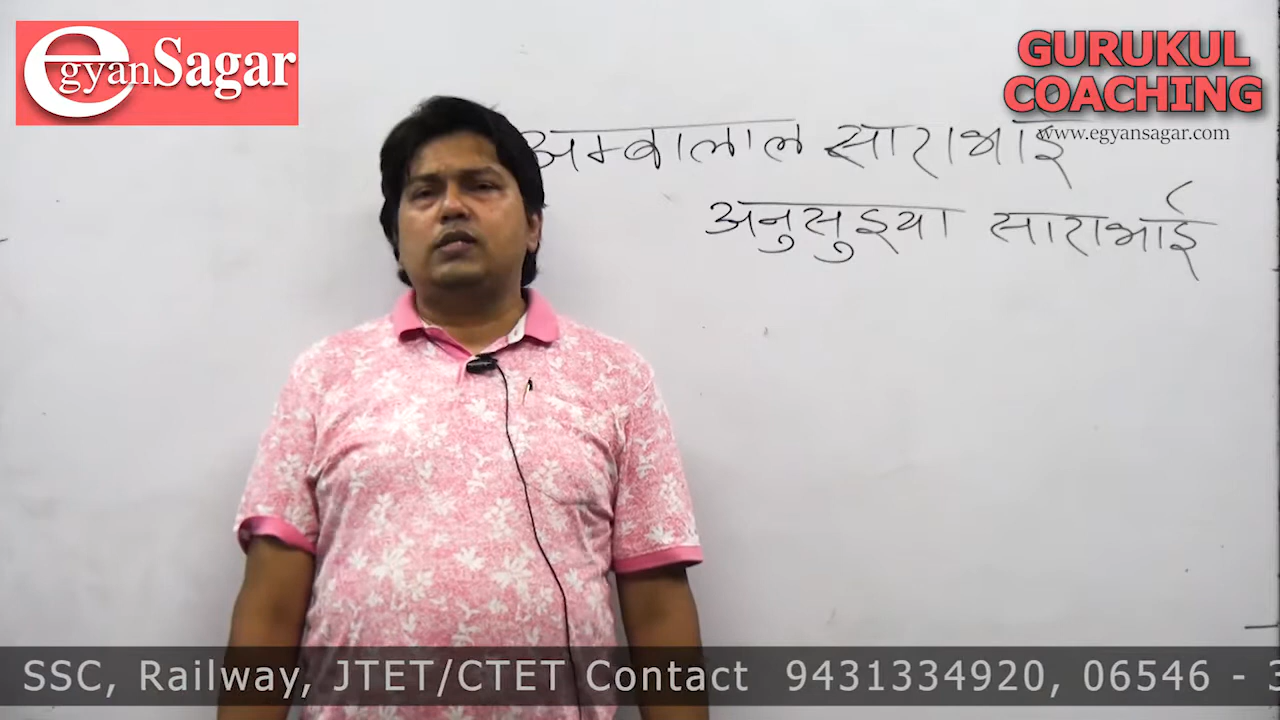 egyanSagar
GURUKUL
COACHING
www.egyansagar.com
अम्बालाल साराभाई
अनुसुइया साराभाई
SSC, Railway, JTET/CTET Contact 9431334920, 06546 - 3